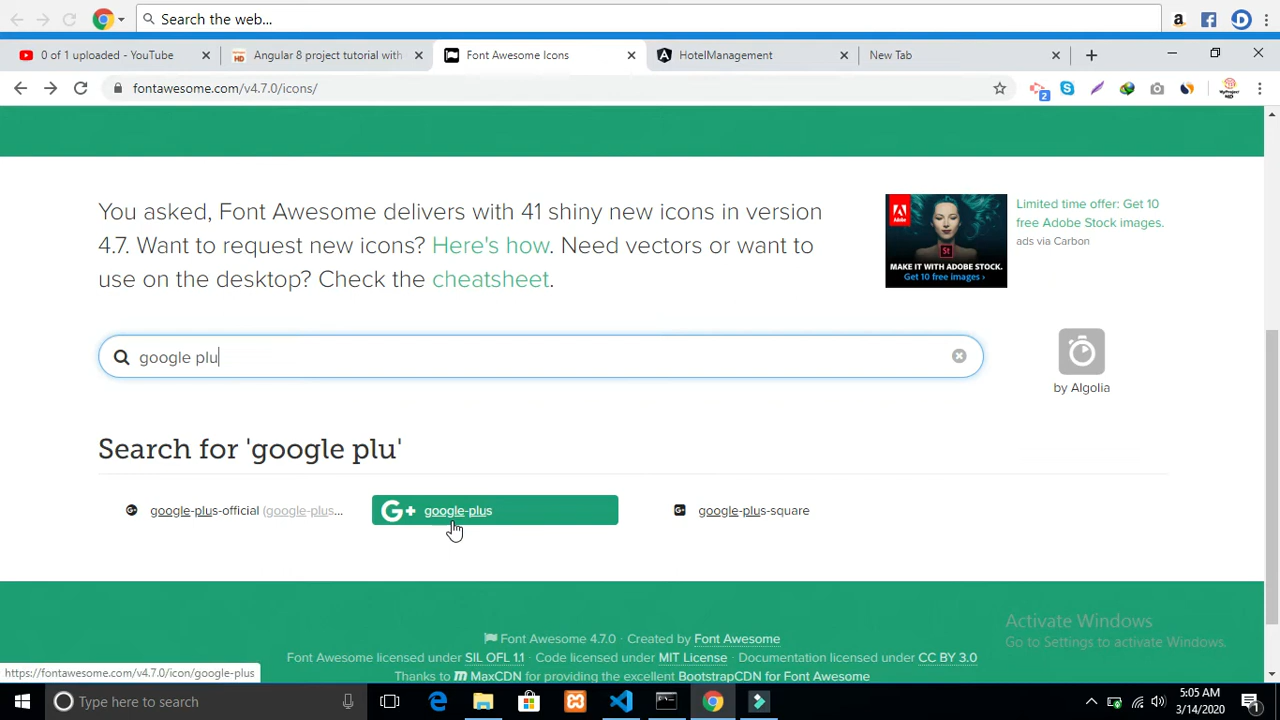 Search the web...
0 of 1 uploaded - YouTube
Angular 8 project tutorial with
Font Awesome Icons
HotelManagement
New Tab
fontawesome.com/v4.7.0/icons/
2
You asked, Font Awesome delivers with 41 shiny new icons in version
4.7. Want to request new icons? Here's how. Need vectors or want to
use on the desktop? Check the cheatsheet.
MAKE IT WITH ADOBE STOCK.
Get 10 free images ›
Limited time offer: Get 10
free Adobe Stock images.
ads via Carbon
google plu
by Algolia
Search for 'google plu'
google-plus-official (google-plus...
G+ google-plus
google-plus-square
Activate Windows
Go to Settings to activate Windows.
Font Awesome 4.7.0 · Created by Font Awesome
Font Awesome licensed under SIL OFL 1.1 · Code licensed under MIT License · Documentation licensed under CC BY 3.0
Thanks to MaxCDN for providing the excellent BootstrapCDN for Font Awesome
https://fontawesome.com/v4.7.0/icon/google-plus
Type here to search
5:05 AM
3/14/2020